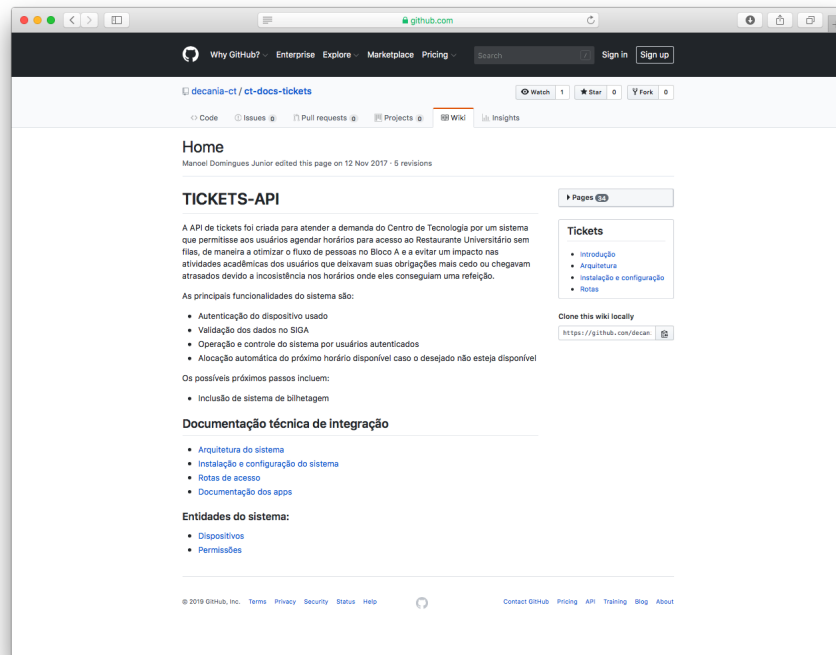 github.com
Why GitHub? Enterprise Explore Marketplace Pricing Search / Sign in Sign up
decania-ct / ct-docs-tickets Watch 1 Star 0 Fork 0
Code Issues 0 Pull requests 0 Projects 0 Wiki Insights
Home
Manoel Domingues Junior edited this page on 12 Nov 2017 · 5 revisions
TICKETS-API
A API de tickets foi criada para atender a demanda do Centro de Tecnologia por um sistema
que permitisse aos usuários agendar horários para acesso ao Restaurante Universitário sem
filas, de maneira a otimizar o fluxo de pessoas no Bloco A e a evitar um impacto nas
atividades acadêmicas dos usuários que deixavam suas obrigações mais cedo ou chegavam
atrasados devido a incosistência nos horários onde eles conseguiam uma refeição.
As principais funcionalidades do sistema são:
Autenticação do dispositivo usado
Validação dos dados no SIGA
Operação e controle do sistema por usuários autenticados
Alocação automática do próximo horário disponível caso o desejado não esteja disponível
Os possíveis próximos passos incluem:
Inclusão de sistema de bilhetagem
Documentação técnica de integração
Arquitetura do sistema
Instalação e configuração do sistema
Rotas de acesso
Documentação dos apps
Entidades do sistema:
Dispositivos
Permissões
Pages 34
Tickets
Introdução
Arquitetura
Instalação e configuração
Rotas
Clone this wiki locally
https://github.com/decan
© 2019 GitHub, Inc. Terms Privacy Security Status Help Contact GitHub Pricing API Training Blog About